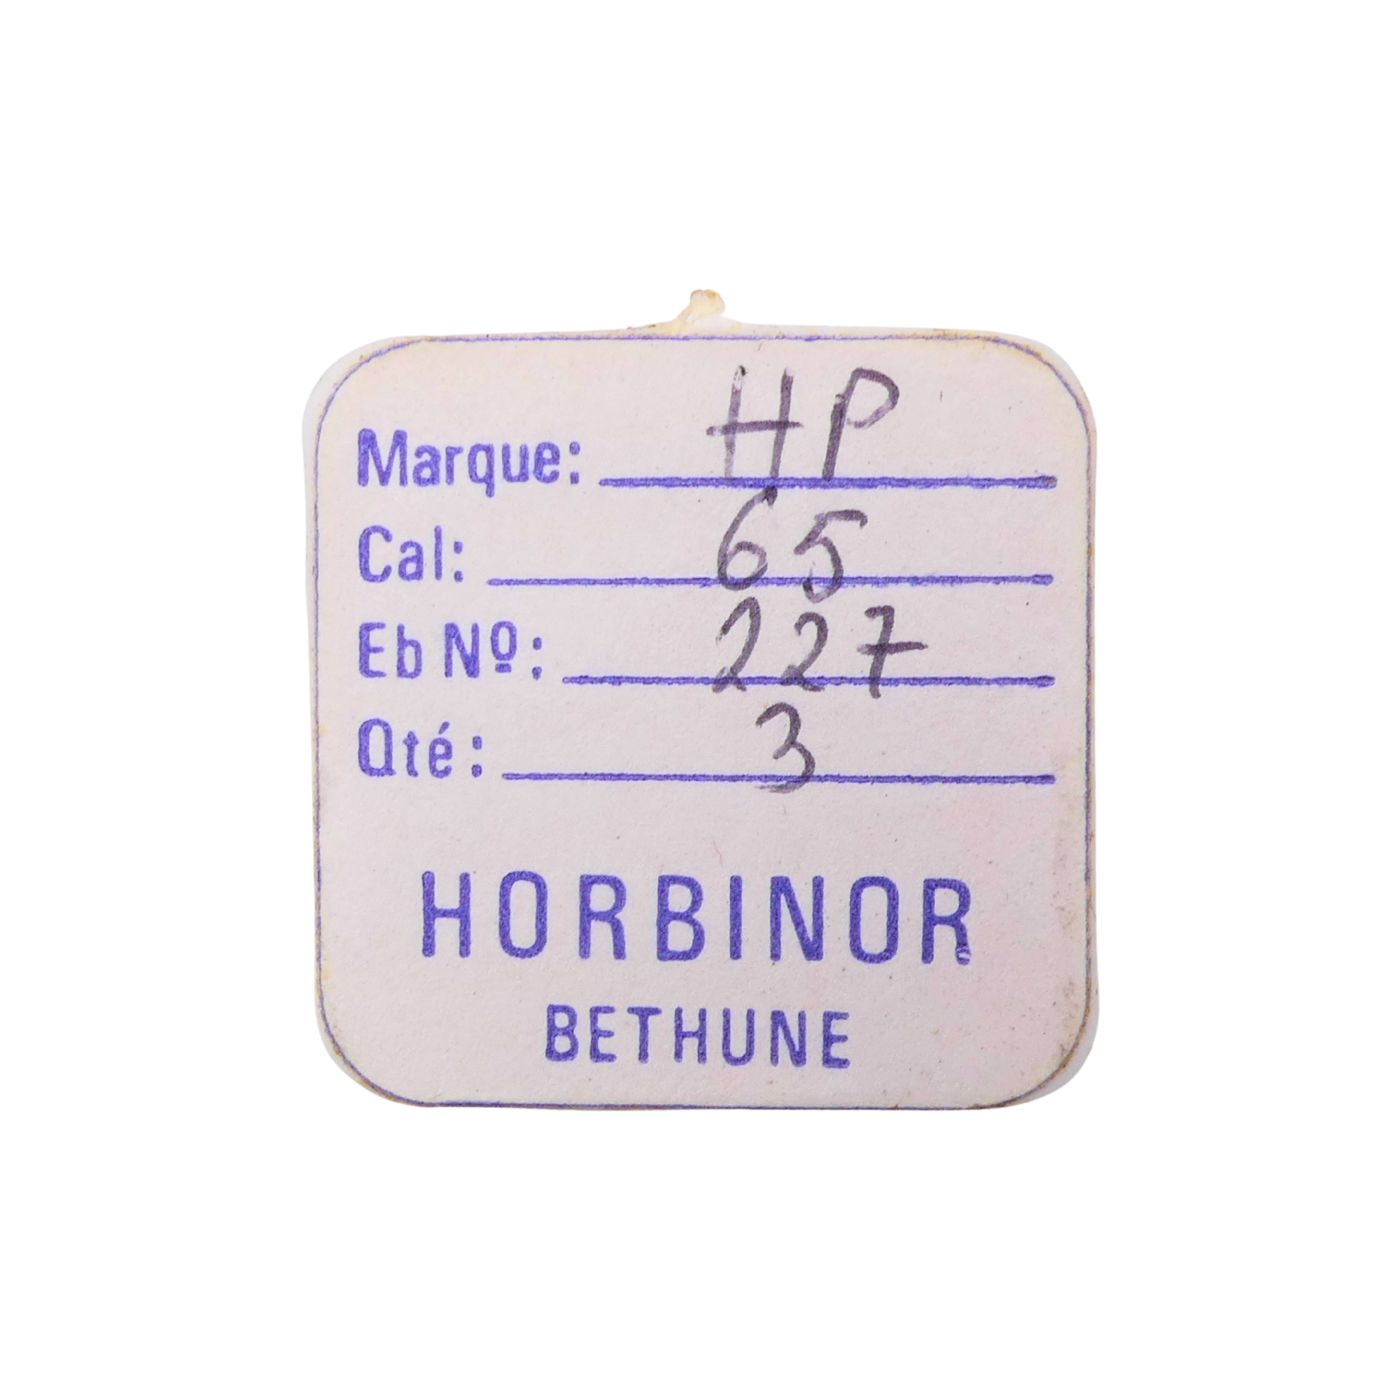 Marque: HP
Cal: 65
Eb Nº: 227
Qté: 3
HORBINOR
BETHUNE